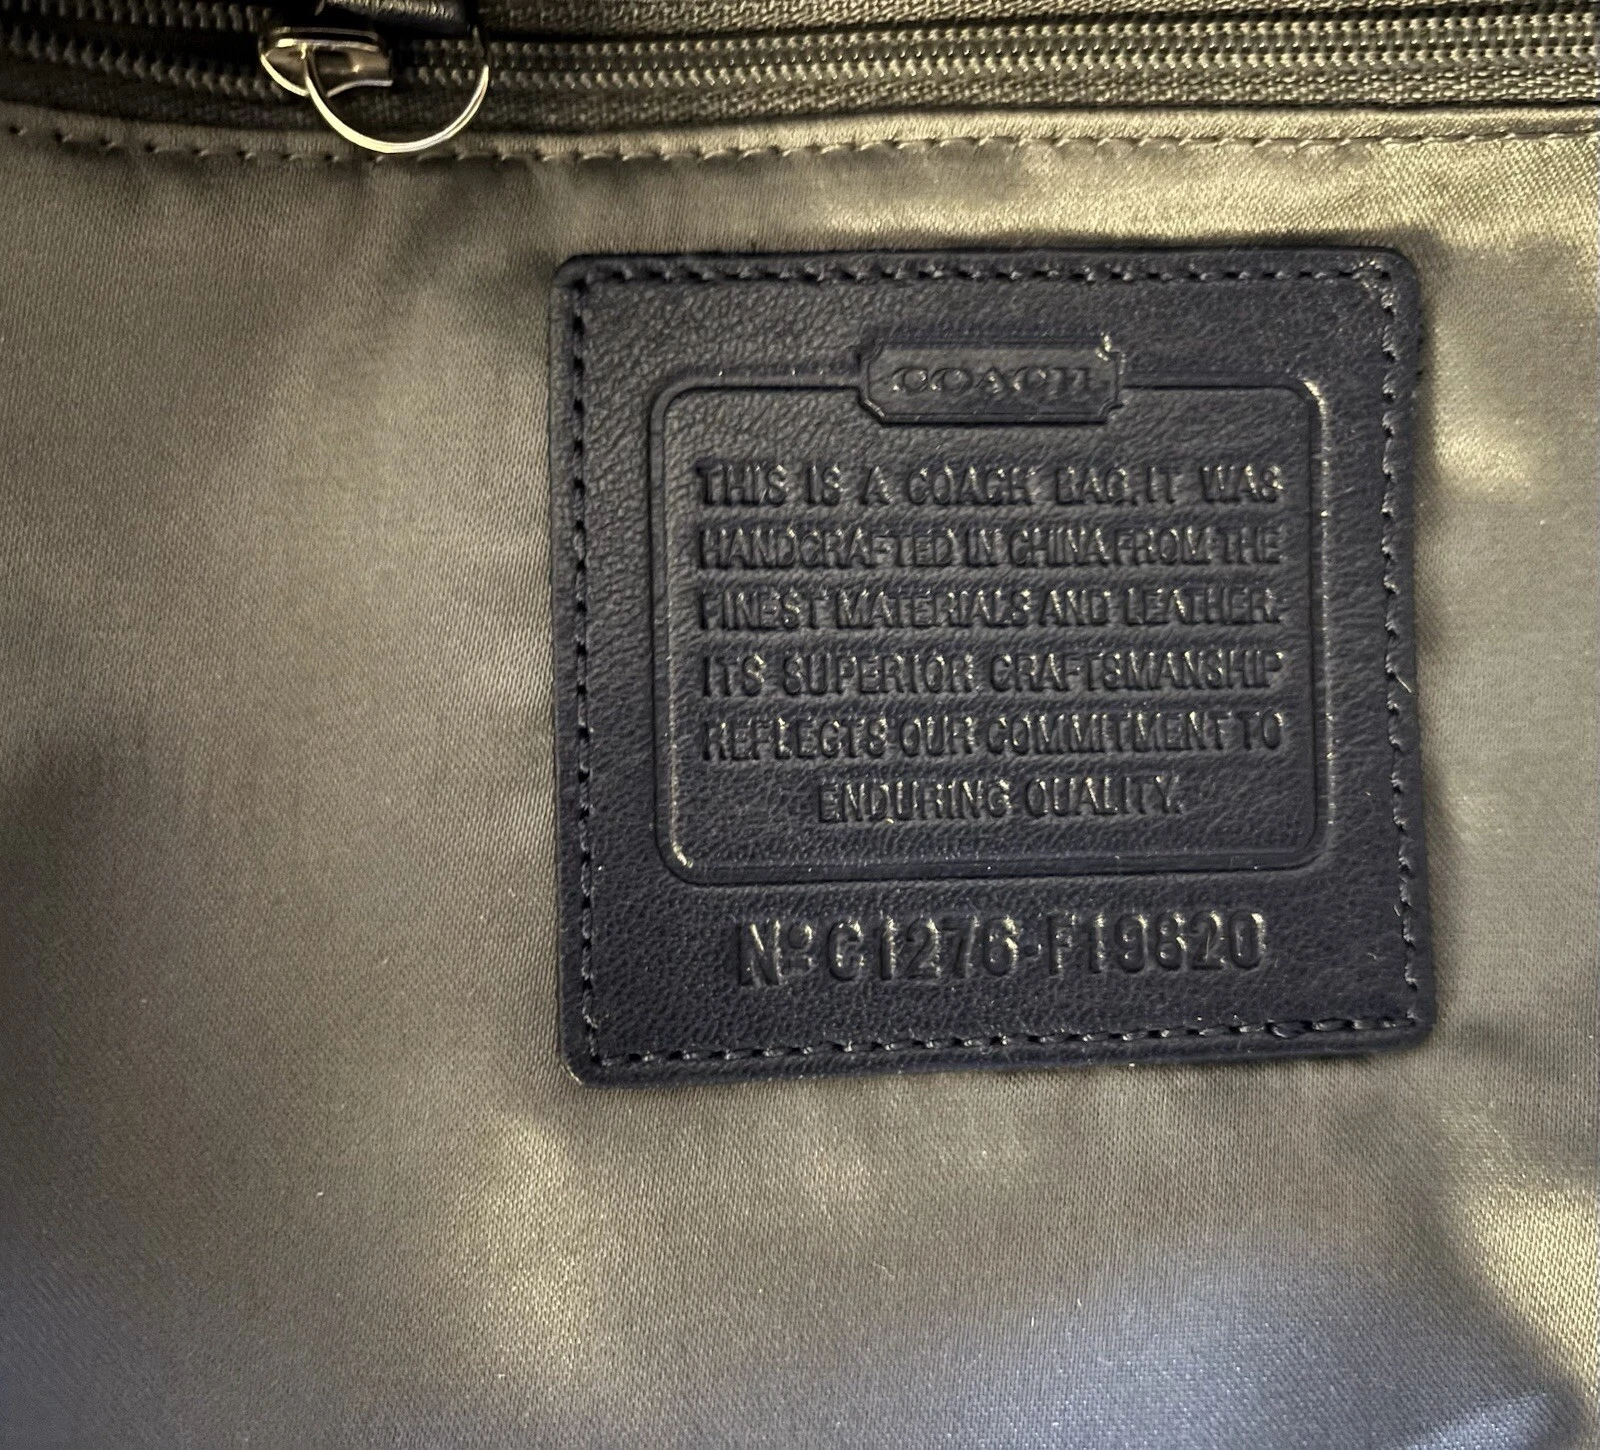 COACH
THIS IS A COACH BAG.IT WAS
HANDCRAFTED IN CHINA FROM THE
FINEST MATERIALS AND LEATHER.
ITS SUPERIOR CRAFTSMANSHIP
REFLECTS OUR COMMITMENT TO
ENDURING QUALITY.
Nº C1276-F19820